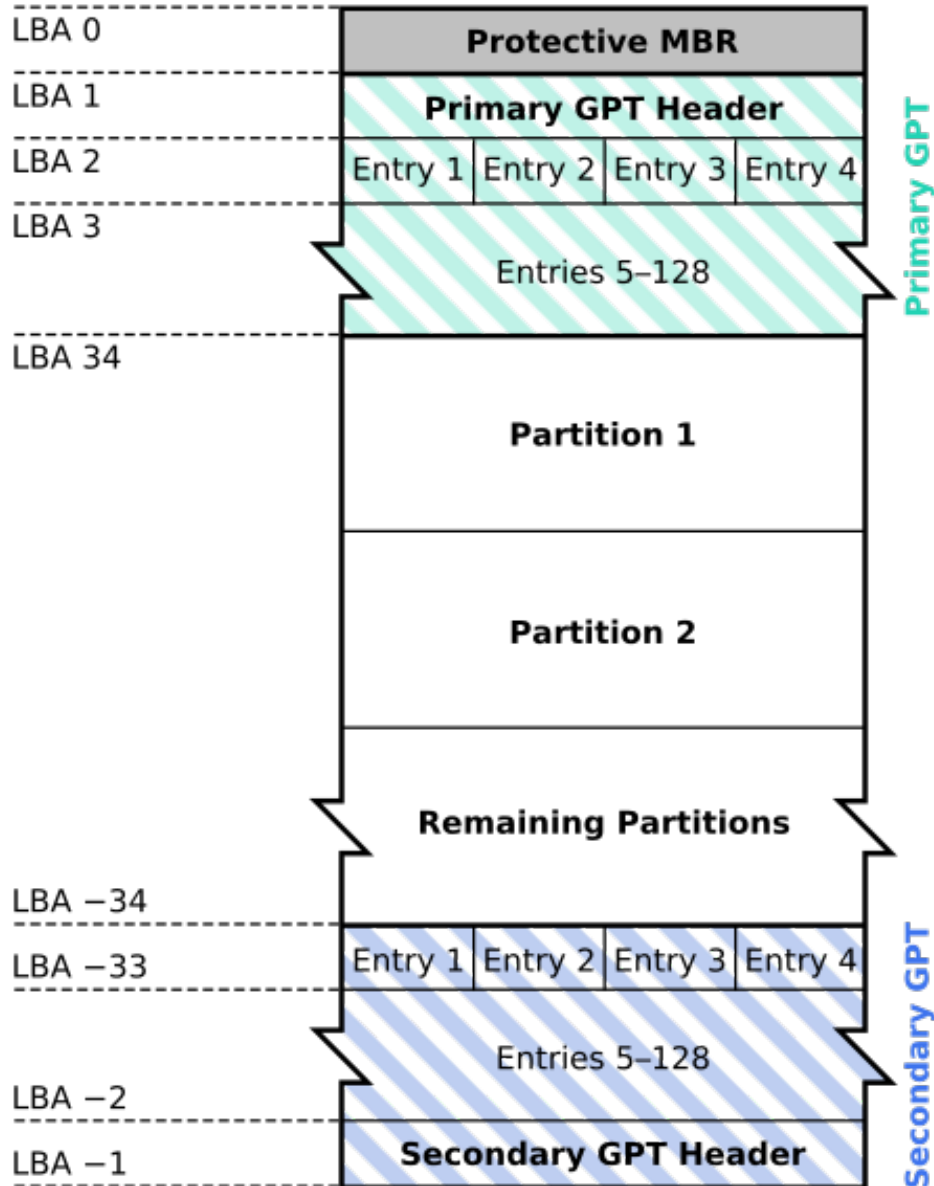 LBA 0
Protective MBR
LBA 1
Primary GPT Header
LBA 2
Entry 1 Entry 2 Entry 3 Entry 4
LBA 3
Entries 5–128
Primary GPT
LBA 34
Partition 1
Partition 2
Remaining Partitions
LBA −34
LBA −33
Entry 1 Entry 2 Entry 3 Entry 4
Entries 5–128
LBA −2
LBA −1
Secondary GPT Header
Secondary GPT